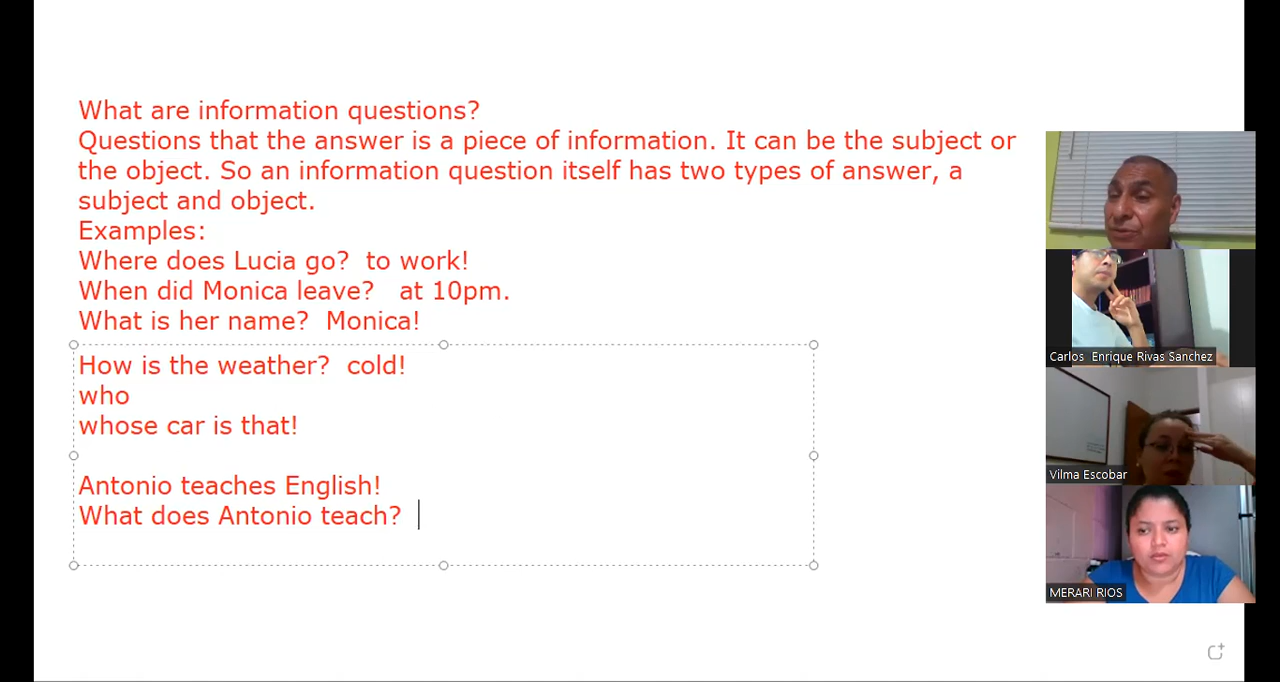 What are information questions?
Questions that the answer is a piece of information. It can be the subject or
the object. So an information question itself has two types of answer, a
subject and object.
Examples:
Where does Lucia go?  to work!
When did Monica leave?   at 10pm.
What is her name?  Monica!
How is the weather?  cold!
who
whose car is that!
Antonio teaches English!
What does Antonio teach?
Carlos  Enrique Rivas Sanchez
Vilma Escobar
MERARI RIOS